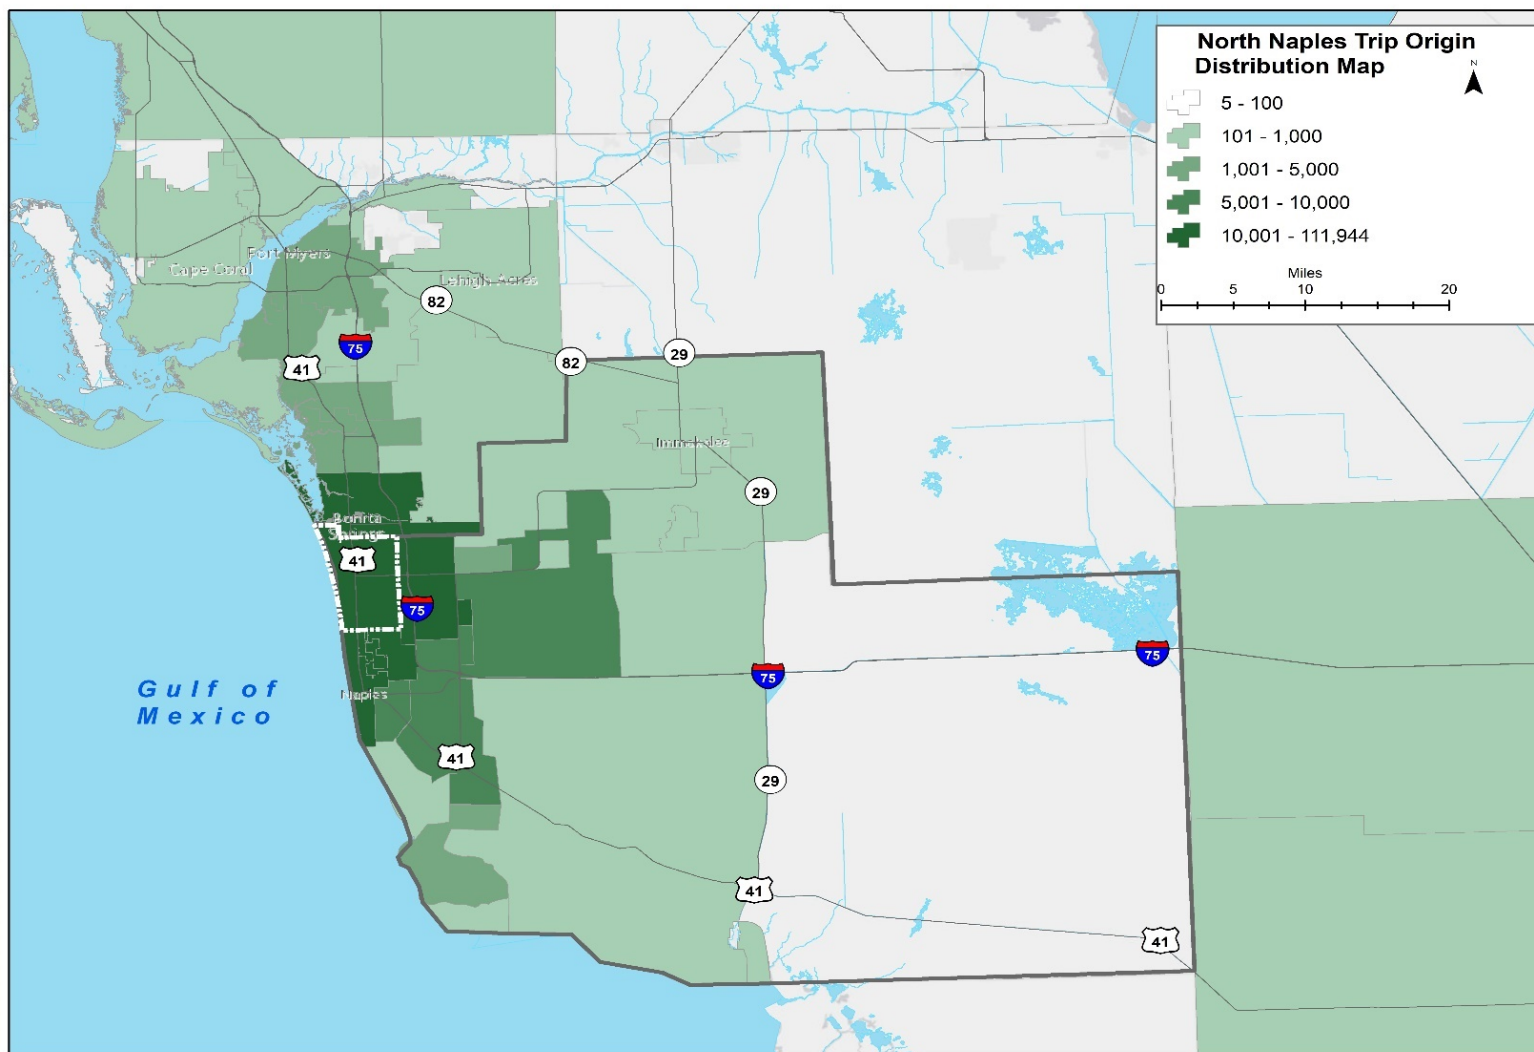 North Naples Trip Origin
Distribution Map
N
5 - 100
101 - 1,000
1,001 - 5,000
5,001 - 10,000
10,001 - 111,944
Miles
0 5 10 20
Fort Myers
Cape Coral
Lehigh Acres
82
75
41
82
29
Immokalee
29
Bonita
Springs
41
75
75
75
Naples
Gulf of
Mexico
41
29
41
41